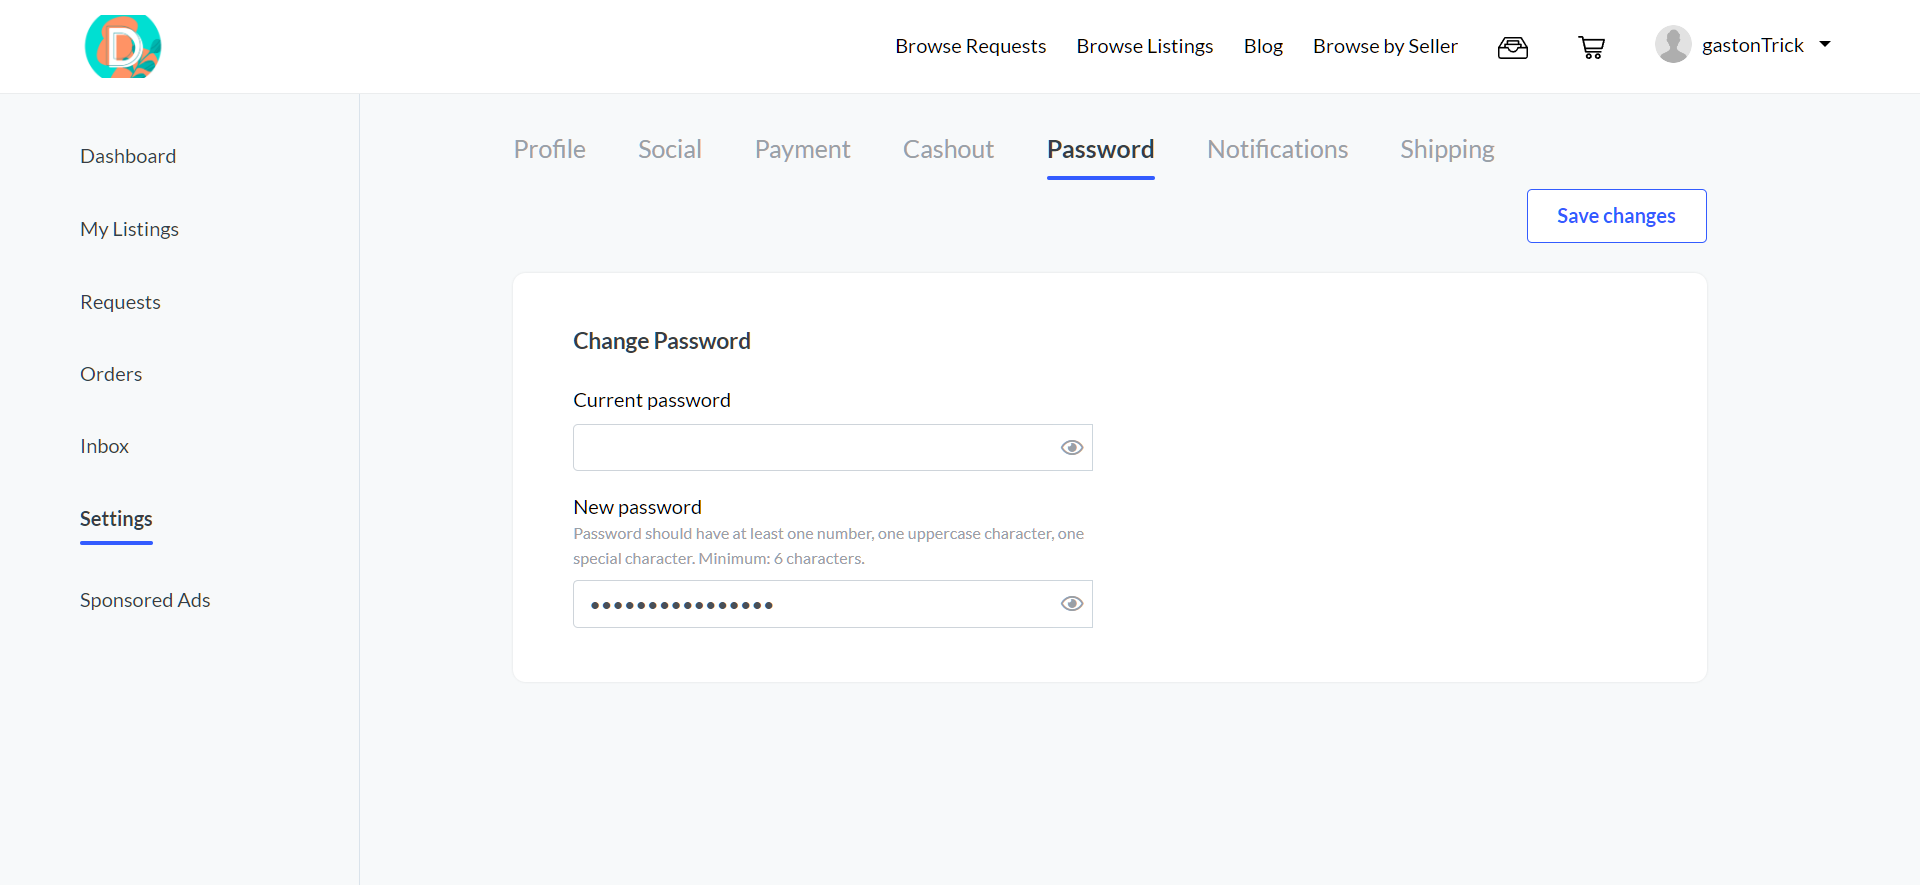 D
Browse Requests
Browse Listings
Blog
Browse by Seller
gastonTrick
Dashboard
My Listings
Requests
Orders
Inbox
Settings
Sponsored Ads
Profile
Social
Payment
Cashout
Password
Notifications
Shipping
Save changes
Change Password
Current password
New password
Password should have at least one number, one uppercase character, one
special character. Minimum: 6 characters.
••••••••••••••••